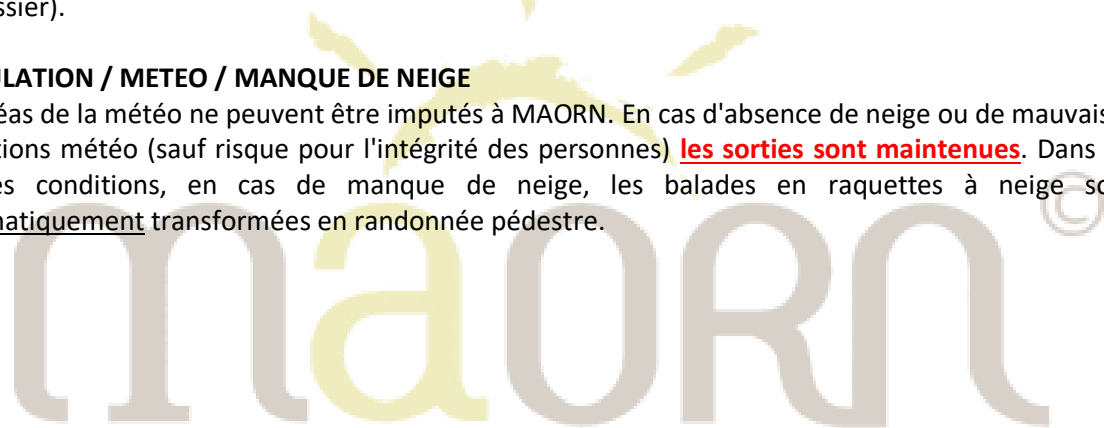 ssier).
ULATION / METEO / MANQUE DE NEIGE
éas de la météo ne peuvent être imputés à MAORN. En cas d'absence de neige ou de mauvais
tions météo (sauf risque pour l'intégrité des personnes) les sorties sont maintenues. Dans
es conditions, en cas de manque de neige, les balades en raquettes à neige so
matiquement transformées en randonnée pédestre.
©
maorn